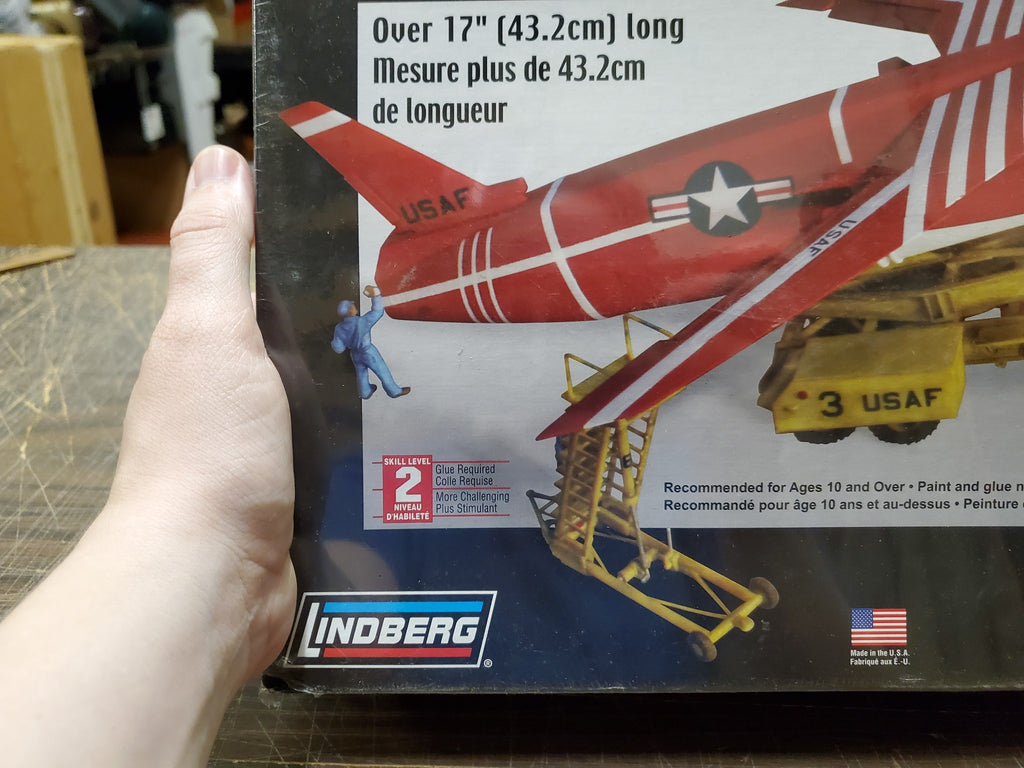 Over 17" (43.2cm) long
Mesure plus de 43.2cm
de longueur
USAF
USAF
3 USAF
SKILL LEVEL
2
NIVEAU
D'HABILETÉ
Glue Required
Colle Requise
More Challenging
Plus Stimulant
Recommended for Ages 10 and Over • Paint and glue n
Recommandé pour âge 10 ans et au-dessus • Peinture
LINDBERG®
Made in the U.S.A.
Fabriqué aux É.-U.